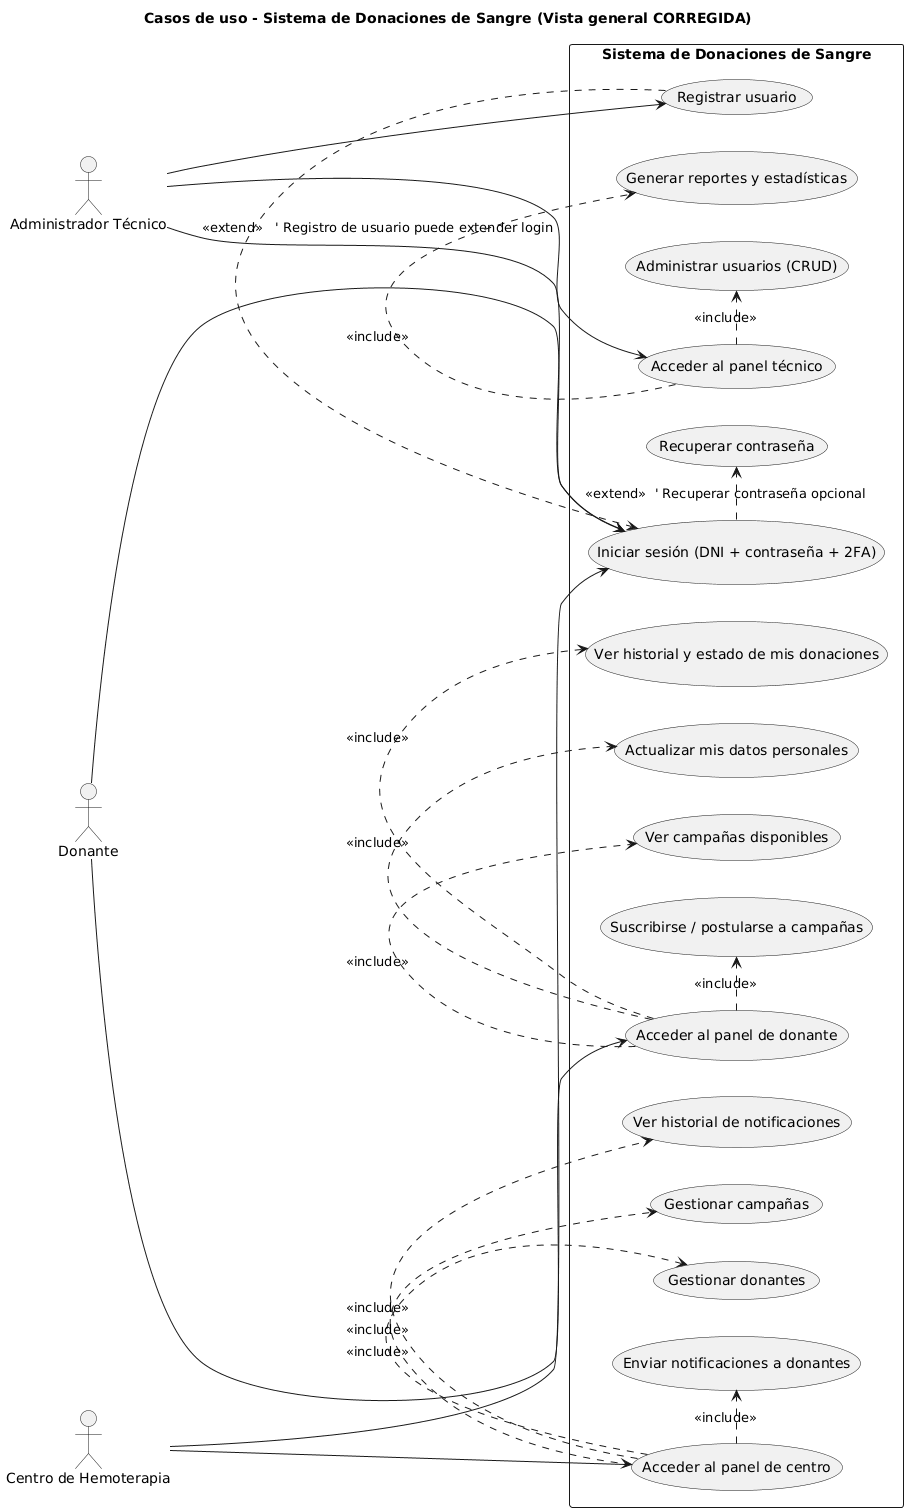 Casos de uso - Sistema de Donaciones de Sangre (Vista general CORREGIDA)
Sistema de Donaciones de Sangre
Registrar usuario
Generar reportes y estadísticas
Administrador Técnico
«extend»  ' Registro de usuario puede extender login
Administrar usuarios (CRUD)
«include»
«include»
Acceder al panel técnico
Recuperar contraseña
«extend»  ' Recuperar contraseña opcional
Iniciar sesión (DNI + contraseña + 2FA)
Ver historial y estado de mis donaciones
«include»
Actualizar mis datos personales
Ver campañas disponibles
«include»
Donante
Suscribirse / postularse a campañas
«include»
«include»
Acceder al panel de donante
Ver historial de notificaciones
Gestionar campañas
Gestionar donantes
«include»
«include»
«include»
Enviar notificaciones a donantes
«include»
Acceder al panel de centro
Centro de Hemoterapia